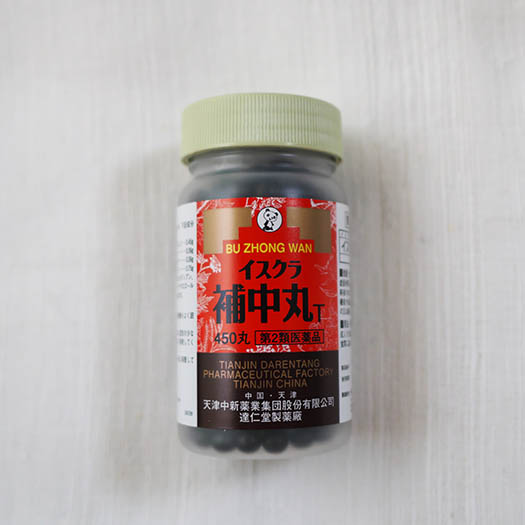 BU ZHONG WAN
イスクラ
補中丸T
450丸 第2類医薬品
TIANJIN DARENTANG
PHARMACEUTICAL FACTORY
TIANJIN CHINA
中国・天津
天津中新薬業集団股份有限公司
達仁堂製薬廠